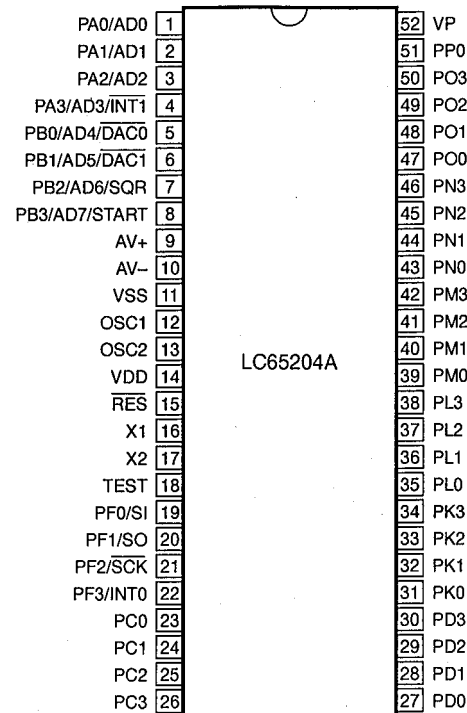 PA0/AD0 1 52 VP
PA1/AD1 2 51 PP0
PA2/AD2 3 50 PO3
PA3/AD3/INT1 4 49 PO2
PB0/AD4/DAC0 5 48 PO1
PB1/AD5/DAC1 6 47 PO0
PB2/AD6/SQR 7 46 PN3
PB3/AD7/START 8 45 PN2
AV+ 9 44 PN1
AV– 10 43 PN0
VSS 11 42 PM3
OSC1 12 41 PM2
OSC2 13 40 PM1
LC65204A
VDD 14 39 PM0
RES 15 38 PL3
X1 16 37 PL2
X2 17 36 PL1
TEST 18 35 PL0
PF0/SI 19 34 PK3
PF1/SO 20 33 PK2
PF2/SCK 21 32 PK1
PF3/INT0 22 31 PK0
PC0 23 30 PD3
PC1 24 29 PD2
PC2 25 28 PD1
PC3 26 27 PD0